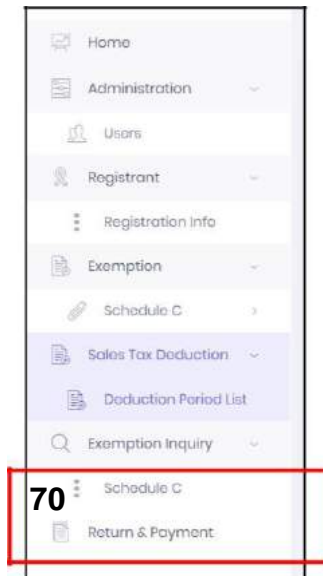 Home
Administration
Users
Registrant
Registration Info
Exemption
Schedule C
Sales Tax Deduction
Deduction Period List
Exemption Inquiry
70 Schedule C
Return & Payment